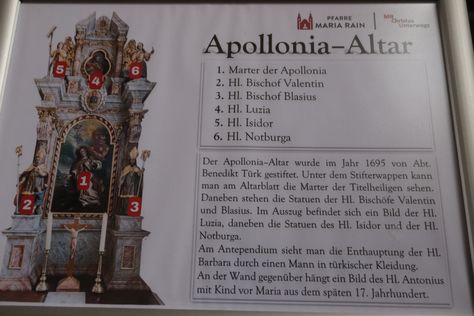 PFARRE
MARIA RAIN
Mit Christus
Unterwegs
Apollonia-Altar
1. Marter der Apollonia
2. Hl. Bischof Valentin
3. Hl. Bischof Blasius
4. Hl. Luzia
5. Hl. Isidor
6. Hl. Notburga
5
4
6
1
2
3
Der Apollonia-Altar wurde im Jahr 1695 von Abt.
Benedikt Türk gestiftet. Unter dem Stifterwappen kann
man am Altarblatt die Marter der Titelheiligen sehen.
Daneben stehen die Statuen der Hl. Bischöfe Valentin
und Blasius. Im Auszug befindet sich ein Bild der Hl.
Luzia, daneben die Statuen des Hl. Isidor und der Hl.
Notburga.
Am Antependium sieht man die Enthauptung der Hl.
Barbara durch einen Mann in türkischer Kleidung.
An der Wand gegenüber hängt ein Bild des Hl. Antonius
mit Kind vor Maria aus dem späten 17. Jahrhundert.